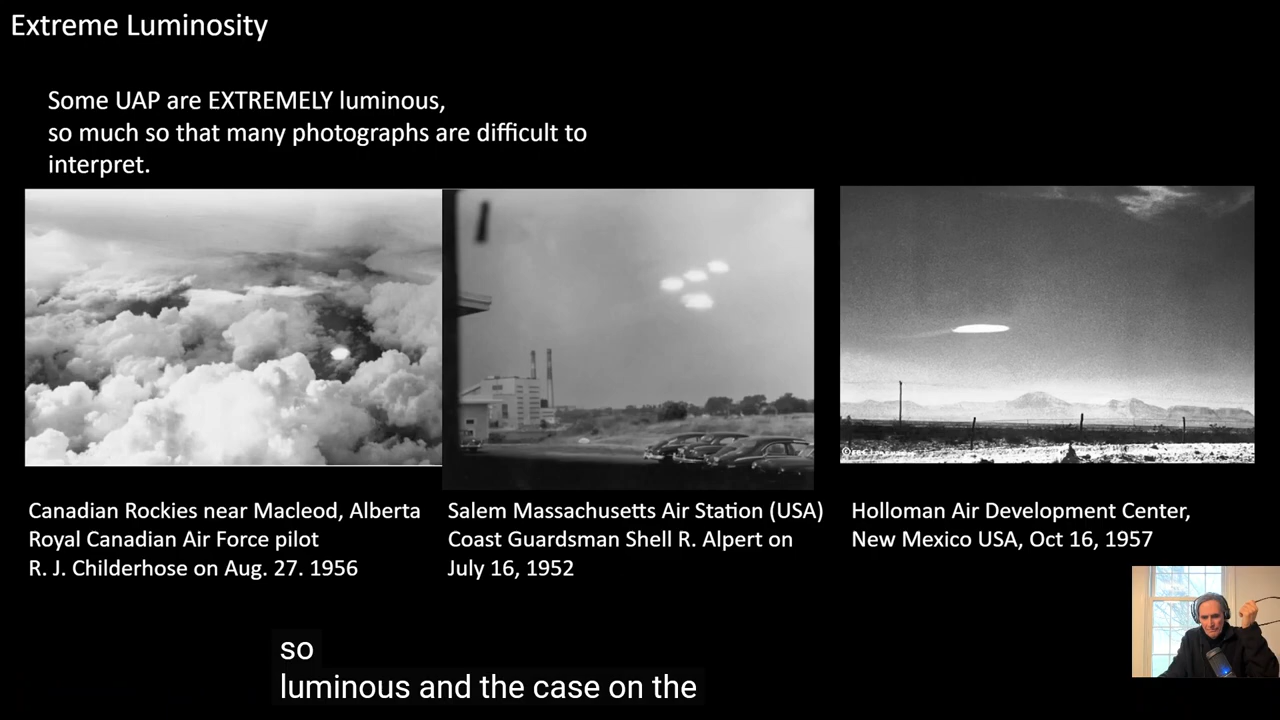 Extreme Luminosity
Some UAP are EXTREMELY luminous,
so much so that many photographs are difficult to
interpret.
Canadian Rockies near Macleod, Alberta
Royal Canadian Air Force pilot
R. J. Childerhose on Aug. 27. 1956
Salem Massachusetts Air Station (USA)
Coast Guardsman Shell R. Alpert on
July 16, 1952
Holloman Air Development Center,
New Mexico USA, Oct 16, 1957
so
luminous and the case on the